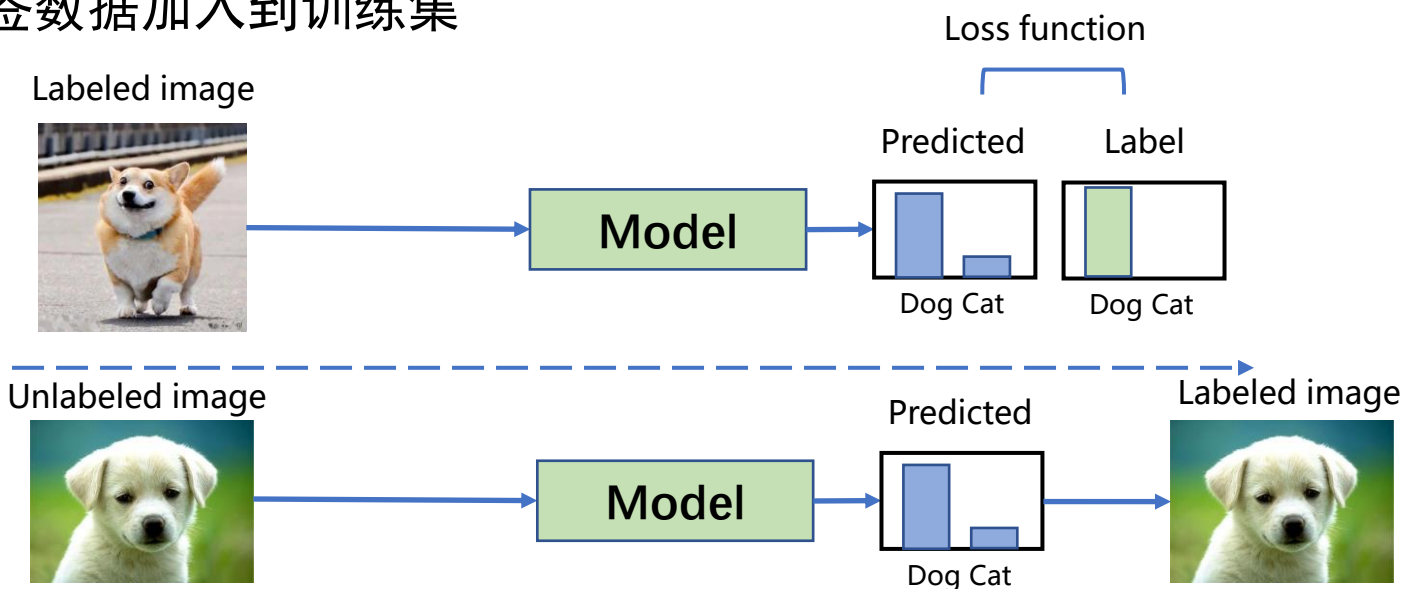 签数据加入到训练集
Loss function
Labeled image
Predicted
Label
Model
Dog Cat
Dog Cat
Unlabeled image
Predicted
Labeled image
Model
Dog Cat